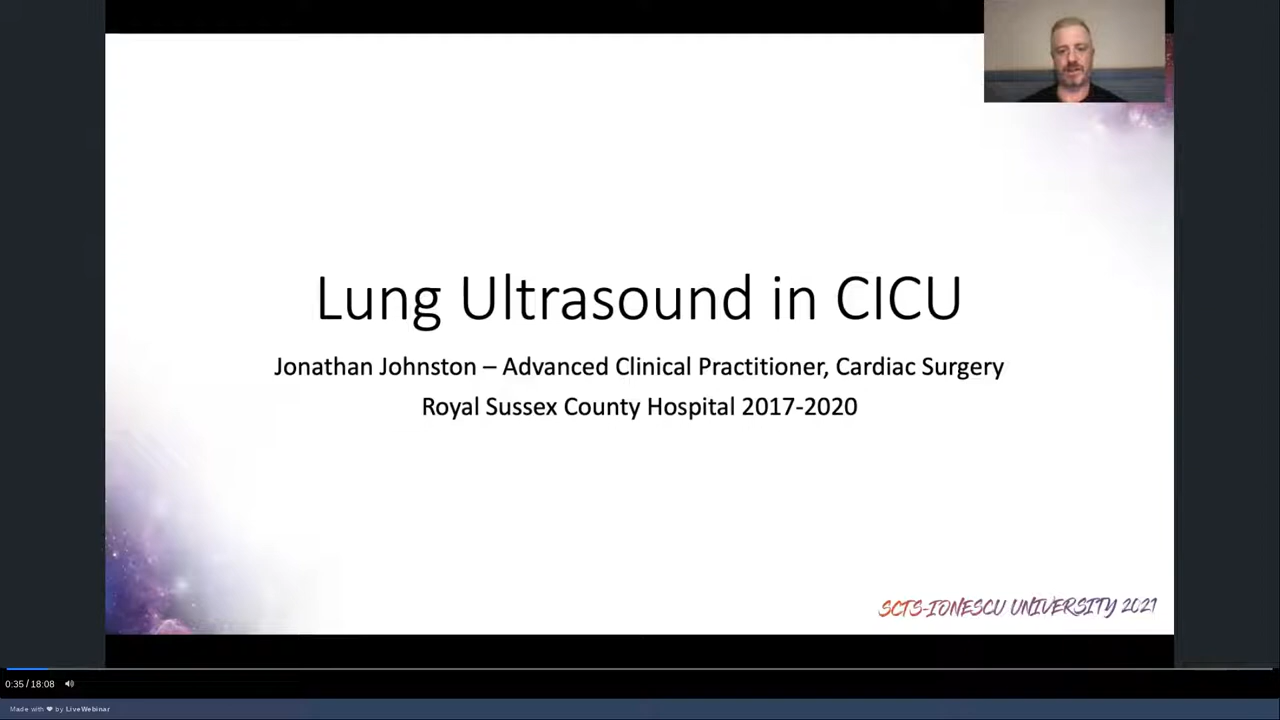 Lung Ultrasound in CICU
Jonathan Johnston – Advanced Clinical Practitioner, Cardiac Surgery
Royal Sussex County Hospital 2017-2020
SCTS-IONESCU UNIVERSITY 2021
0:35 / 18:08
Made with ❤ by LiveWebinar